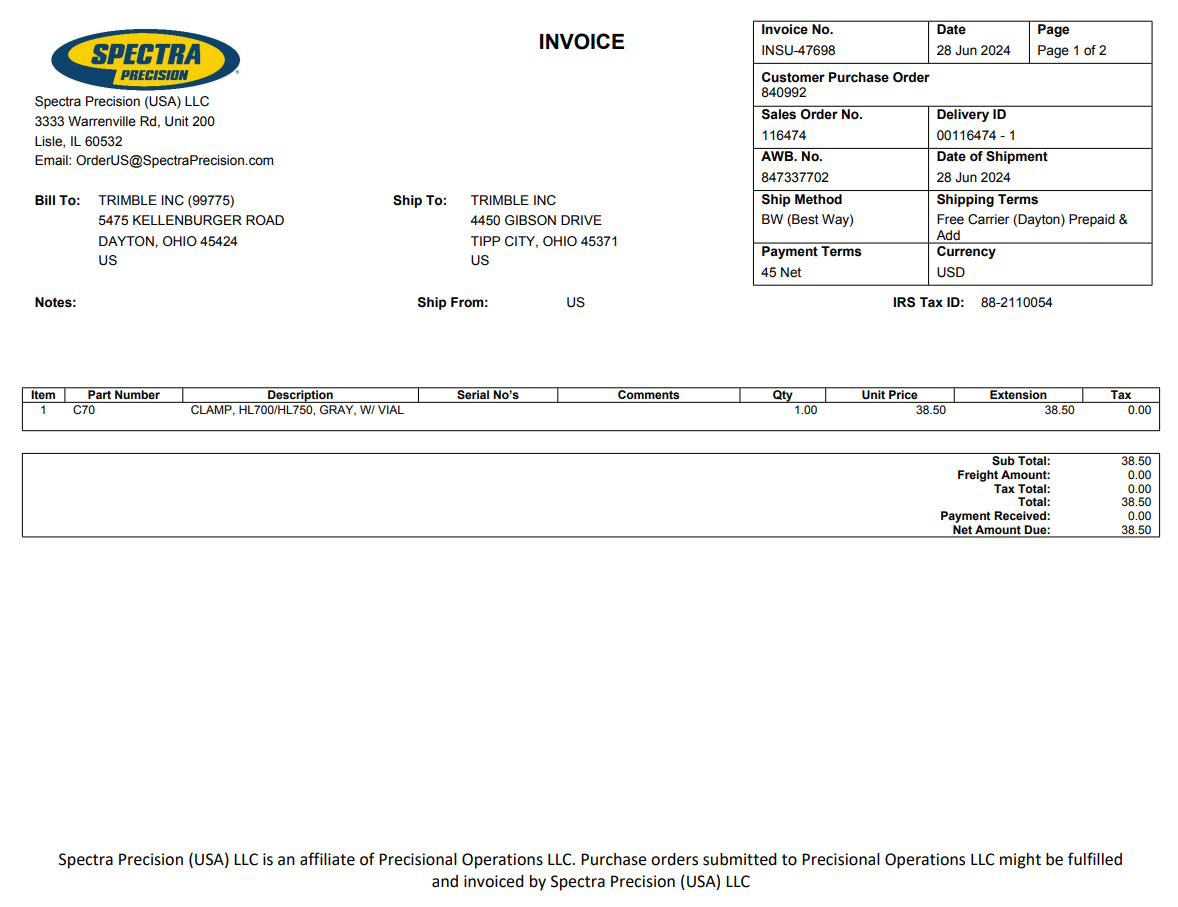 SPECTRA
PRECISION
INVOICE
Spectra Precision (USA) LLC
3333 Warrenville Rd, Unit 200
Lisle, IL 60532
Email: OrderUS@SpectraPrecision.com
Invoice No. Date Page
INSU-47698 28 Jun 2024 Page 1 of 2
Customer Purchase Order
840992
Sales Order No. Delivery ID
116474 00116474 - 1
AWB. No. Date of Shipment
847337702 28 Jun 2024
Ship Method Shipping Terms
BW (Best Way) Free Carrier (Dayton) Prepaid &
Add
Payment Terms Currency
45 Net USD
Bill To: TRIMBLE INC (99775)
5475 KELLENBURGER ROAD
DAYTON, OHIO 45424
US
Ship To: TRIMBLE INC
4450 GIBSON DRIVE
TIPP CITY, OHIO 45371
US
Notes: Ship From: US IRS Tax ID: 88-2110054
Item Part Number Description Serial No's Comments Qty Unit Price Extension Tax
1 C70 CLAMP, HL700/HL750, GRAY, W/ VIAL 1.00 38.50 38.50 0.00
Sub Total: 38.50
Freight Amount: 0.00
Tax Total: 0.00
Total: 38.50
Payment Received: 0.00
Net Amount Due: 38.50
Spectra Precision (USA) LLC is an affiliate of Precisional Operations LLC. Purchase orders submitted to Precisional Operations LLC might be fulfilled
and invoiced by Spectra Precision (USA) LLC